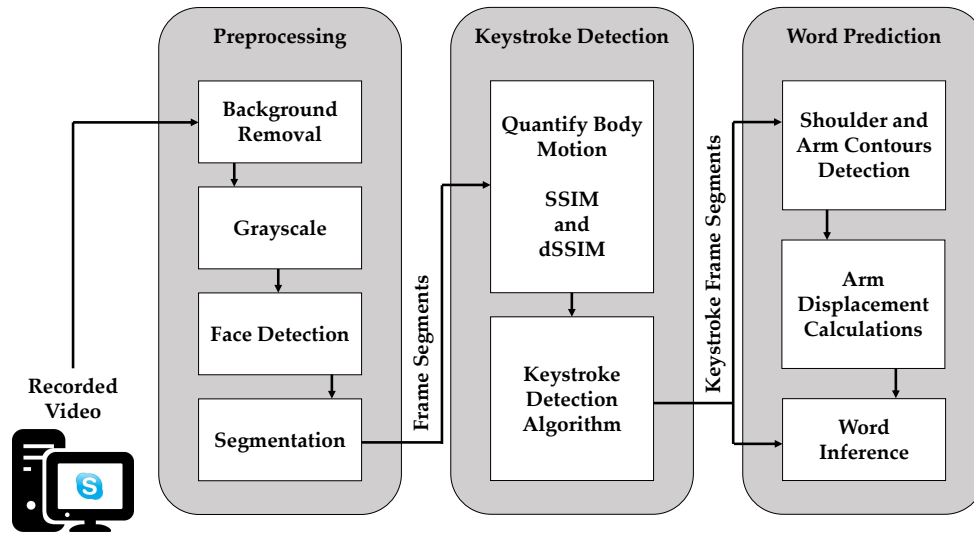 Preprocessing
Background
Removal
Grayscale
Face Detection
Segmentation
Recorded
Video
S
Frame Segments
Keystroke Detection
Quantify Body
Motion
SSIM
and
dSSIM
Keystroke
Detection
Algorithm
Keystroke Frame Segments
Word Prediction
Shoulder and
Arm Contours
Detection
Arm
Displacement
Calculations
Word
Inference